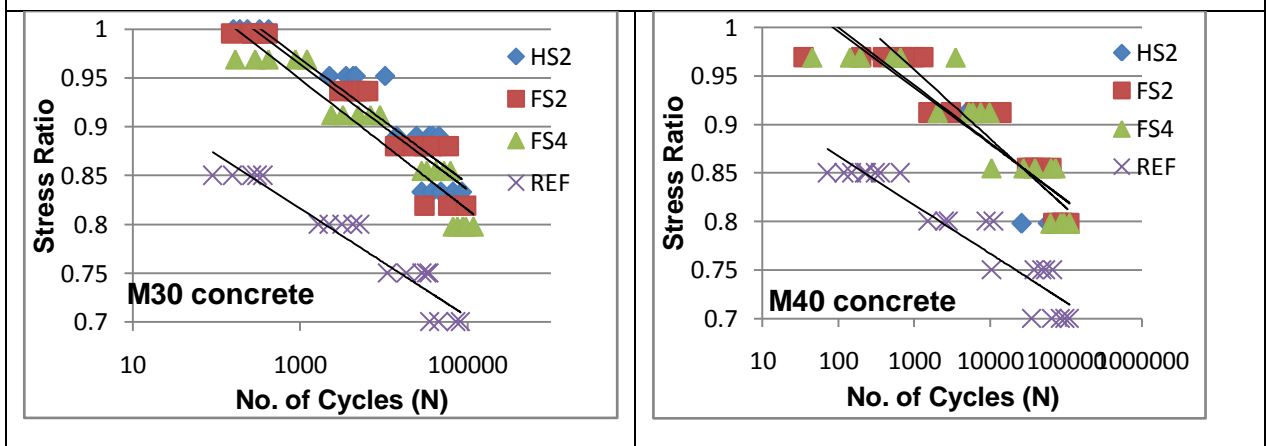 1
0.95
0.9
0.85
0.8
0.75
0.7
Stress Ratio
HS2
FS2
FS4
REF
M30 concrete
10
1000
100000
No. of Cycles (N)
1
0.95
0.9
0.85
0.8
0.75
0.7
Stress Ratio
HS2
FS2
FS4
REF
M40 concrete
10
100
1000
10000
100000
1000000
No. of Cycles (N)